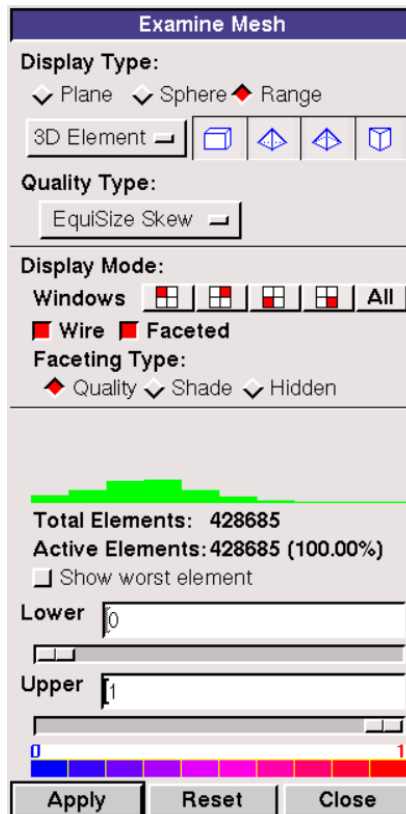 Examine Mesh
Display Type:
Plane Sphere Range
3D Element
Quality Type:
EquiSize Skew
Display Mode:
Windows All
Wire Faceted
Faceting Type:
Quality Shade Hidden
Total Elements: 428685
Active Elements: 428685 (100.00%)
Show worst element
Lower 0
Upper 1
0 1
Apply Reset Close